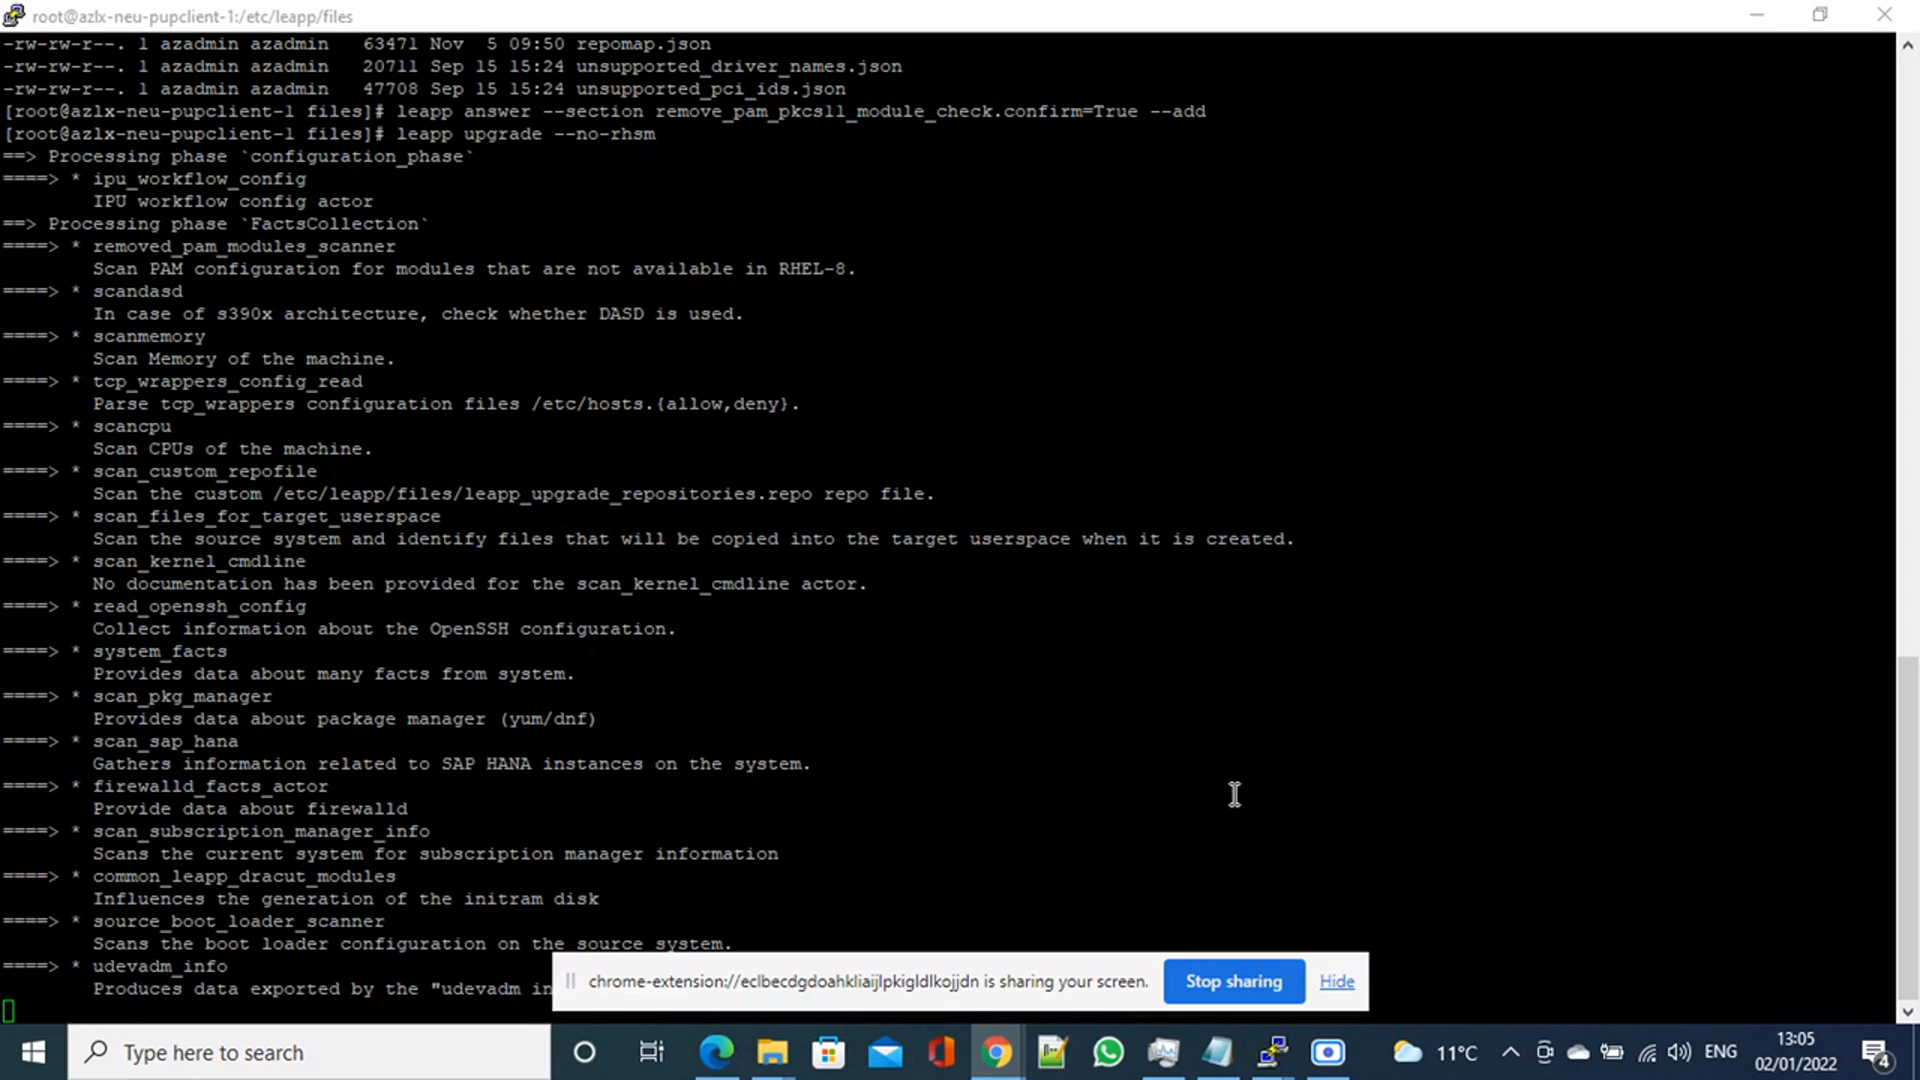 root@azlx-neu-pupclient-1:/etc/leapp/files
-rw-rw-r--. 1 azadmin azadmin   63471 Nov  5 09:50 repomap.json
-rw-rw-r--. 1 azadmin azadmin   20711 Sep 15 15:24 unsupported_driver_names.json
-rw-rw-r--. 1 azadmin azadmin   47708 Sep 15 15:24 unsupported_pci_ids.json
[root@azlx-neu-pupclient-1 files]# leapp answer --section remove_pam_pkcs11_module_check.confirm=True --add
[root@azlx-neu-pupclient-1 files]# leapp upgrade --no-rhsm
==> Processing phase `configuration_phase`
====> * ipu_workflow_config
        IPU workflow config actor
==> Processing phase `FactsCollection`
====> * removed_pam_modules_scanner
        Scan PAM configuration for modules that are not available in RHEL-8.
====> * scandasd
        In case of s390x architecture, check whether DASD is used.
====> * scanmemory
        Scan Memory of the machine.
====> * tcp_wrappers_config_read
        Parse tcp_wrappers configuration files /etc/hosts.{allow,deny}.
====> * scancpu
        Scan CPUs of the machine.
====> * scan_custom_repofile
        Scan the custom /etc/leapp/files/leapp_upgrade_repositories.repo repo file.
====> * scan_files_for_target_userspace
        Scan the source system and identify files that will be copied into the target userspace when it is created.
====> * scan_kernel_cmdline
        No documentation has been provided for the scan_kernel_cmdline actor.
====> * read_openssh_config
        Collect information about the OpenSSH configuration.
====> * system_facts
        Provides data about many facts from system.
====> * scan_pkg_manager
        Provides data about package manager (yum/dnf)
====> * scan_sap_hana
        Gathers information related to SAP HANA instances on the system.
====> * firewalld_facts_actor
        Provide data about firewalld
====> * scan_subscription_manager_info
        Scans the current system for subscription manager information
====> * common_leapp_dracut_modules
        Influences the generation of the initram disk
====> * source_boot_loader_scanner
        Scans the boot loader configuration on the source system.
====> * udevadm_info
        Produces data exported by the "udevadm in
chrome-extension://eclbecdgdoahkliaijlpkigldlkojjdn is sharing your screen. Stop sharing Hide
Type here to search
11°C ENG 13:05
02/01/2022 4